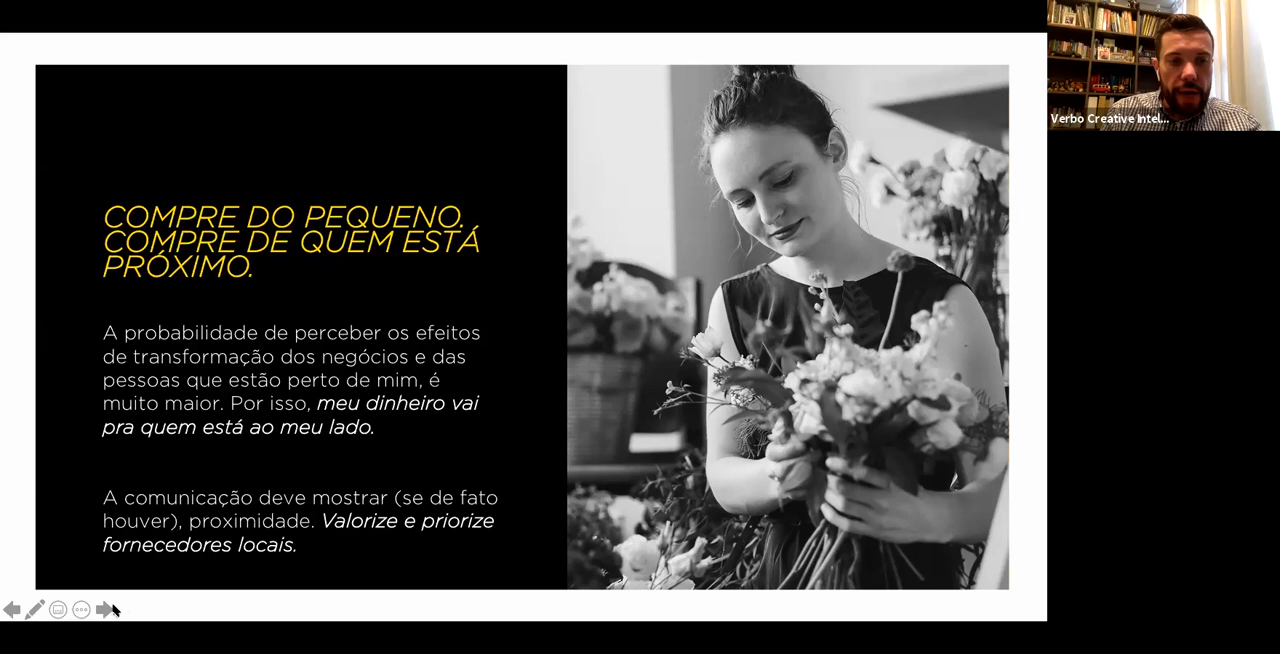 COMPRE DO PEQUENO.
COMPRE DE QUEM ESTÁ
PRÓXIMO.
A probabilidade de perceber os efeitos
de transformação dos negócios e das
pessoas que estão perto de mim, é
muito maior. Por isso, meu dinheiro vai
pra quem está ao meu lado.
A comunicação deve mostrar (se de fato
houver), proximidade. Valorize e priorize
fornecedores locais.
Verbo Creative Intel...